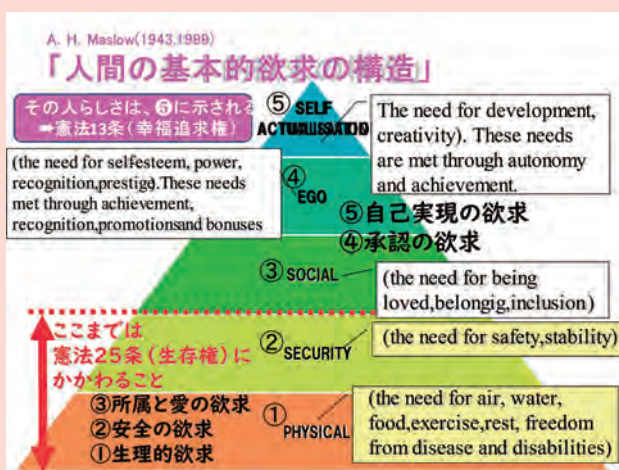 A. H. Maslow(1943,1989)
「人間の基本的欲求の構造」
その人らしさは、⑤に示される
➡憲法13条(幸福追求権)
⑤ SELF
The need for development,
creativity). These needs
are met through autonomy
and achievement.
(the need for selfesteem, power,
recognition,prestige).These needs
met through achievement,
recognition,promotionsand bonuses
④
EGO
⑤自己実現の欲求
④承認の欲求
③ SOCIAL
(the need for being
loved,belongig,inclusion)
ここまでは
憲法25条(生存権)に
かかわること
② SECURITY
(the need for safety,stability)
③所属と愛の欲求
②安全の欲求
①生理的欲求
①
PHYSICAL
(the need for air, water,
food,exercise,rest, freedom
from disease and disabilities)